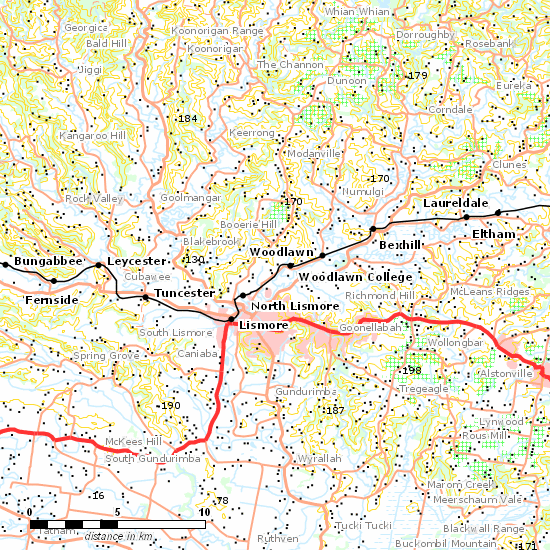 Whian Whian
Georgica
Koonorigan Range
Dorroughby
Bald Hill
Rosebank
Koonorigan
The Channon
Jiggi
179
Dunoon
Eureka
Corndale
184
Keerrong
Kangaroo Hill
Modanville
Clunes
170
Numulgi
Rock Valley
Goolmangar
170
Laureldale
Booerie Hill
Eltham
Blakebrook
Bexhill
Woodlawn
130
Bungabbee
Leycester
Cubawee
Woodlawn College
Tuncester
McLeans Ridges
Richmond Hill
Fernside
North Lismore
Lismore
Goonellabah
South Lismore
Wollongbar
Caniaba
Spring Grove
198
Alstonville
Tregeagle
Gundurimba
190
187
Lynwood
Rous Mill
McKees Hill
South Gundurimba
Wyrallah
Marom Creek
16
78
Meerschaum Vale
0
5
10
Tucki Tucki
Blackwall Range
Tatham
distance in km
Ruthven
Buckombil Mountain
171